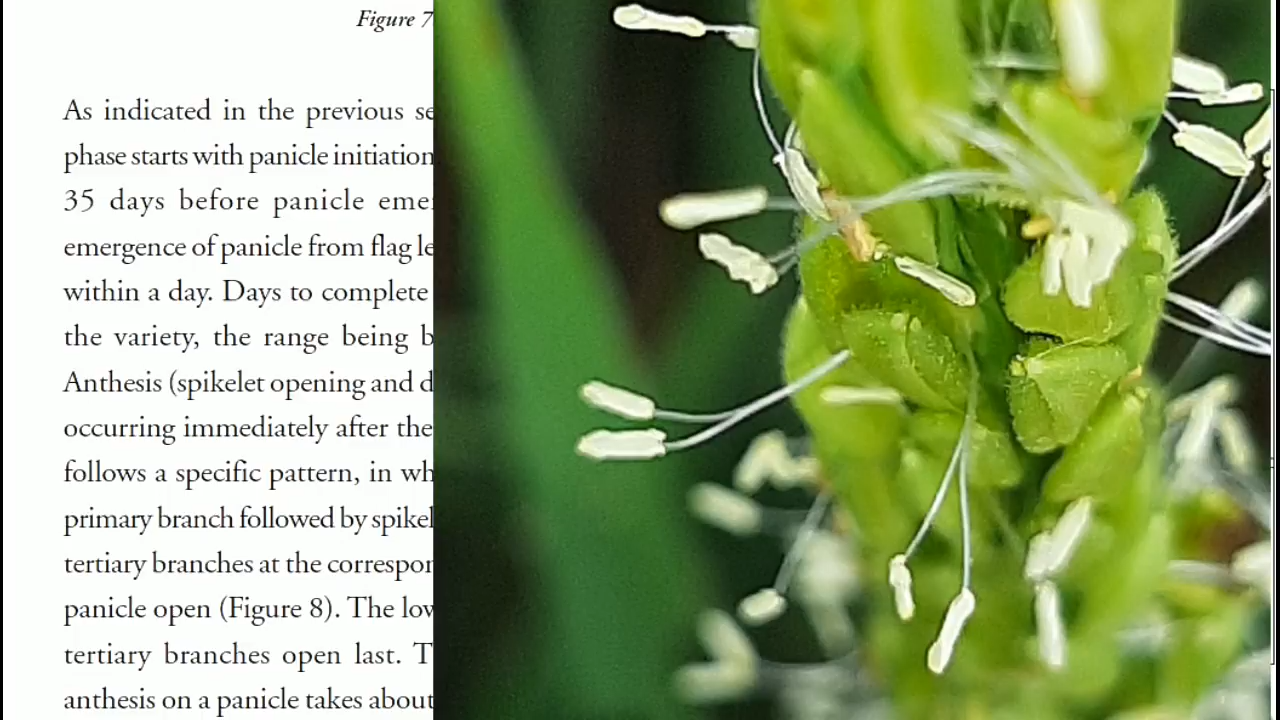 Figure 7
As indicated in the previous se
phase starts with panicle initiation
35 days before panicle eme
emergence of panicle from flag le
within a day. Days to complete
the variety, the range being b
Anthesis (spikelet opening and d
occurring immediately after the
follows a specific pattern, in wh
primary branch followed by spikel
tertiary branches at the correspon
panicle open (Figure 8). The low
tertiary branches open last. T
anthesis on a panicle takes about